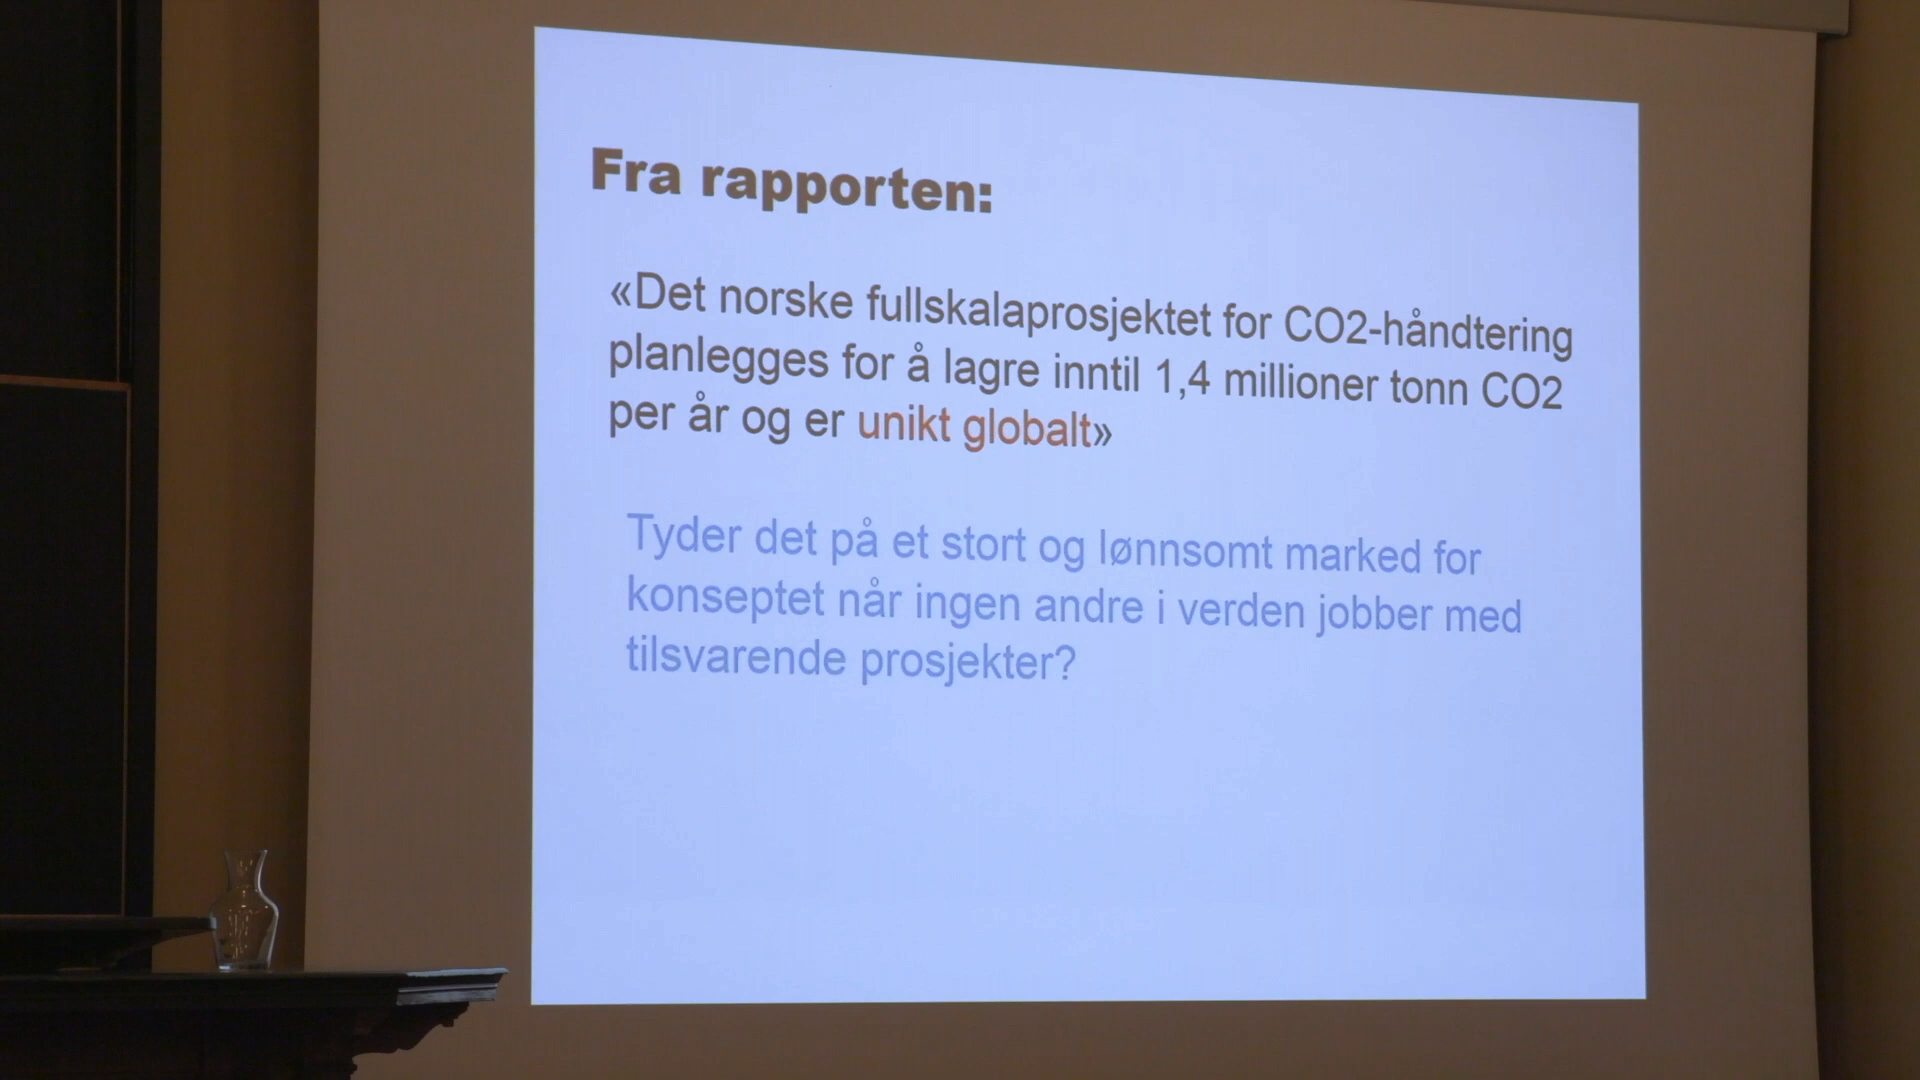 Fra rapporten:
«Det norske fullskalaprosjektet for CO2-håndtering
planlegges for å lagre inntil 1,4 millioner tonn CO2
per år og er unikt globalt»
Tyder det på et stort og lønnsomt marked for
konseptet når ingen andre i verden jobber med
tilsvarende prosjekter?